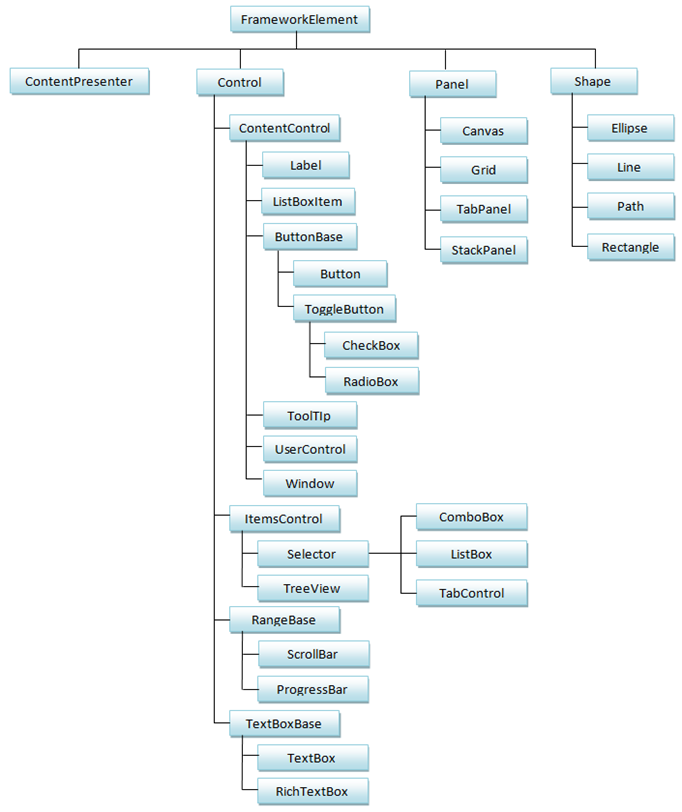 FrameworkElement
ContentPresenter
Control
Panel
Shape
ContentControl
Label
ListBoxItem
ButtonBase
Button
ToggleButton
CheckBox
RadioBox
ToolTIp
UserControl
Window
ItemsControl
Selector
ComboBox
ListBox
TabControl
TreeView
RangeBase
ScrollBar
ProgressBar
TextBoxBase
TextBox
RichTextBox
Canvas
Grid
TabPanel
StackPanel
Ellipse
Line
Path
Rectangle